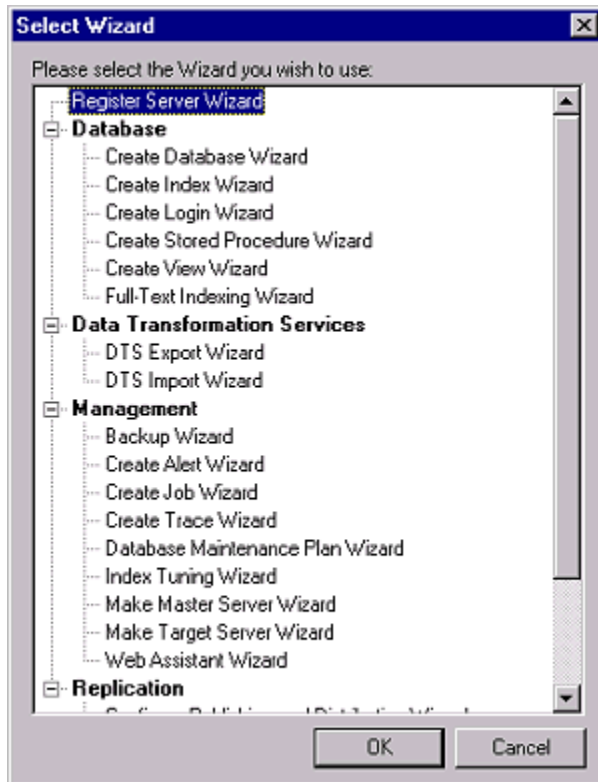 Select Wizard
Please select the Wizard you wish to use:
Register Server Wizard
Database
Create Database Wizard
Create Index Wizard
Create Login Wizard
Create Stored Procedure Wizard
Create View Wizard
Full-Text Indexing Wizard
Data Transformation Services
DTS Export Wizard
DTS Import Wizard
Management
Backup Wizard
Create Alert Wizard
Create Job Wizard
Create Trace Wizard
Database Maintenance Plan Wizard
Index Tuning Wizard
Make Master Server Wizard
Make Target Server Wizard
Web Assistant Wizard
Replication
OK
Cancel